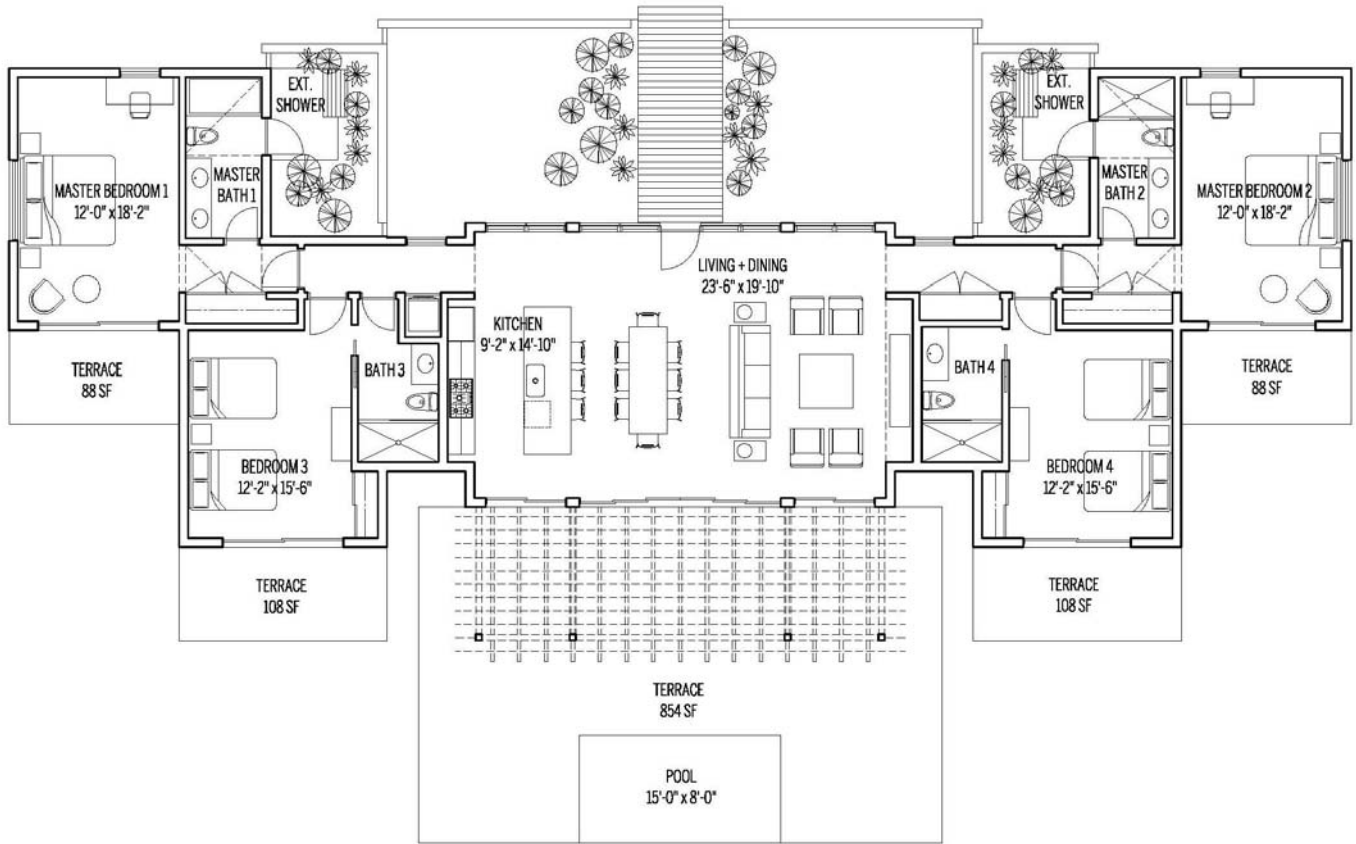 EXT.
SHOWER
EXT.
SHOWER
MASTER BEDROOM 1
12'-0" x 18'-2"
MASTER
BATH 1
MASTER
BATH 2
MASTER BEDROOM 2
12'-0" x 18'-2"
LIVING + DINING
23'-6" x 19'-10"
KITCHEN
9'-2" x 14'-10"
TERRACE
88 SF
BATH 3
BATH 4
TERRACE
88 SF
BEDROOM 3
12'-2" x 15'-6"
BEDROOM 4
12'-2" x 15'-6"
TERRACE
108 SF
TERRACE
108 SF
TERRACE
854 SF
POOL
15'-0" x 8'-0"